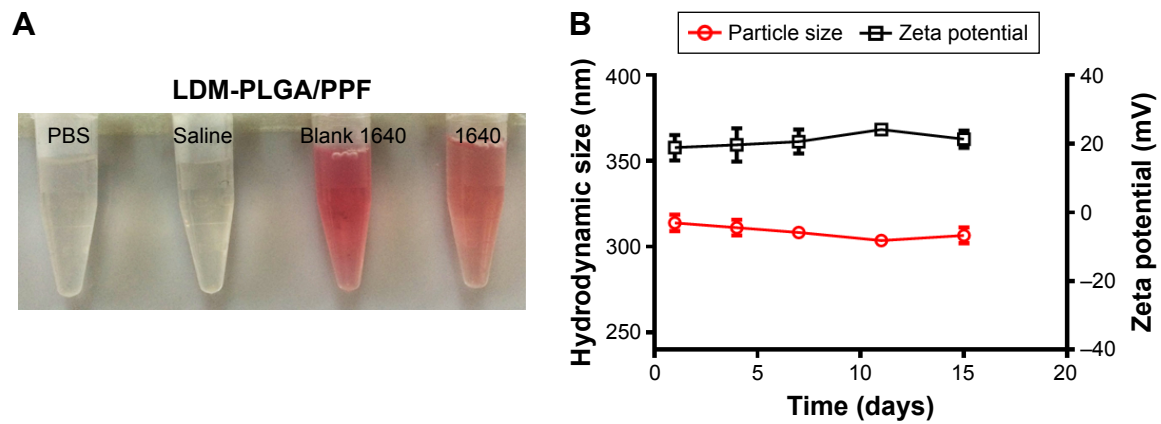 A
LDM-PLGA/PPF
PBS
Saline
Blank 1640
1640
B
Particle size
Zeta potential
Hydrodynamic size (nm)
400
350
300
250
40
20
0
–20
–40
Zeta potential (mV)
0
5
10
15
20
Time (days)